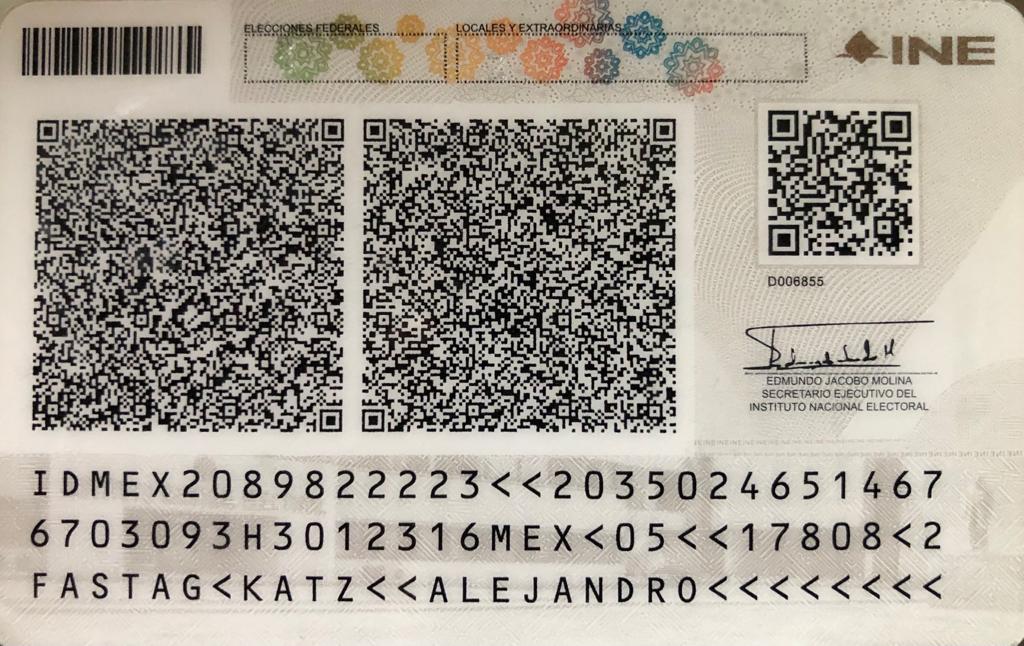 ELECCIONES FEDERALES
LOCALES Y EXTRAORDINARIAS
INE
D006855
EDMUNDO JACOBO MOLINA
SECRETARIO EJECUTIVO DEL
INSTITUTO NACIONAL ELECTORAL
IDMEX2089822223<<2035024651467
6703093H3012316MEX<05<<17808<2
FASTAG<KATZ<<ALEJANDRO<<<<<<<<